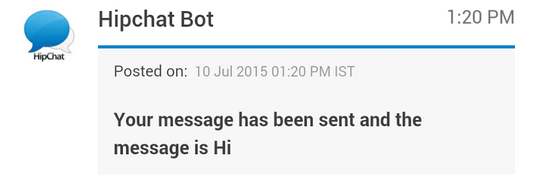 Hipchat Bot 1:20 PM
HipChat
Posted on: 10 Jul 2015 01:20 PM IST
Your message has been sent and the
message is Hi